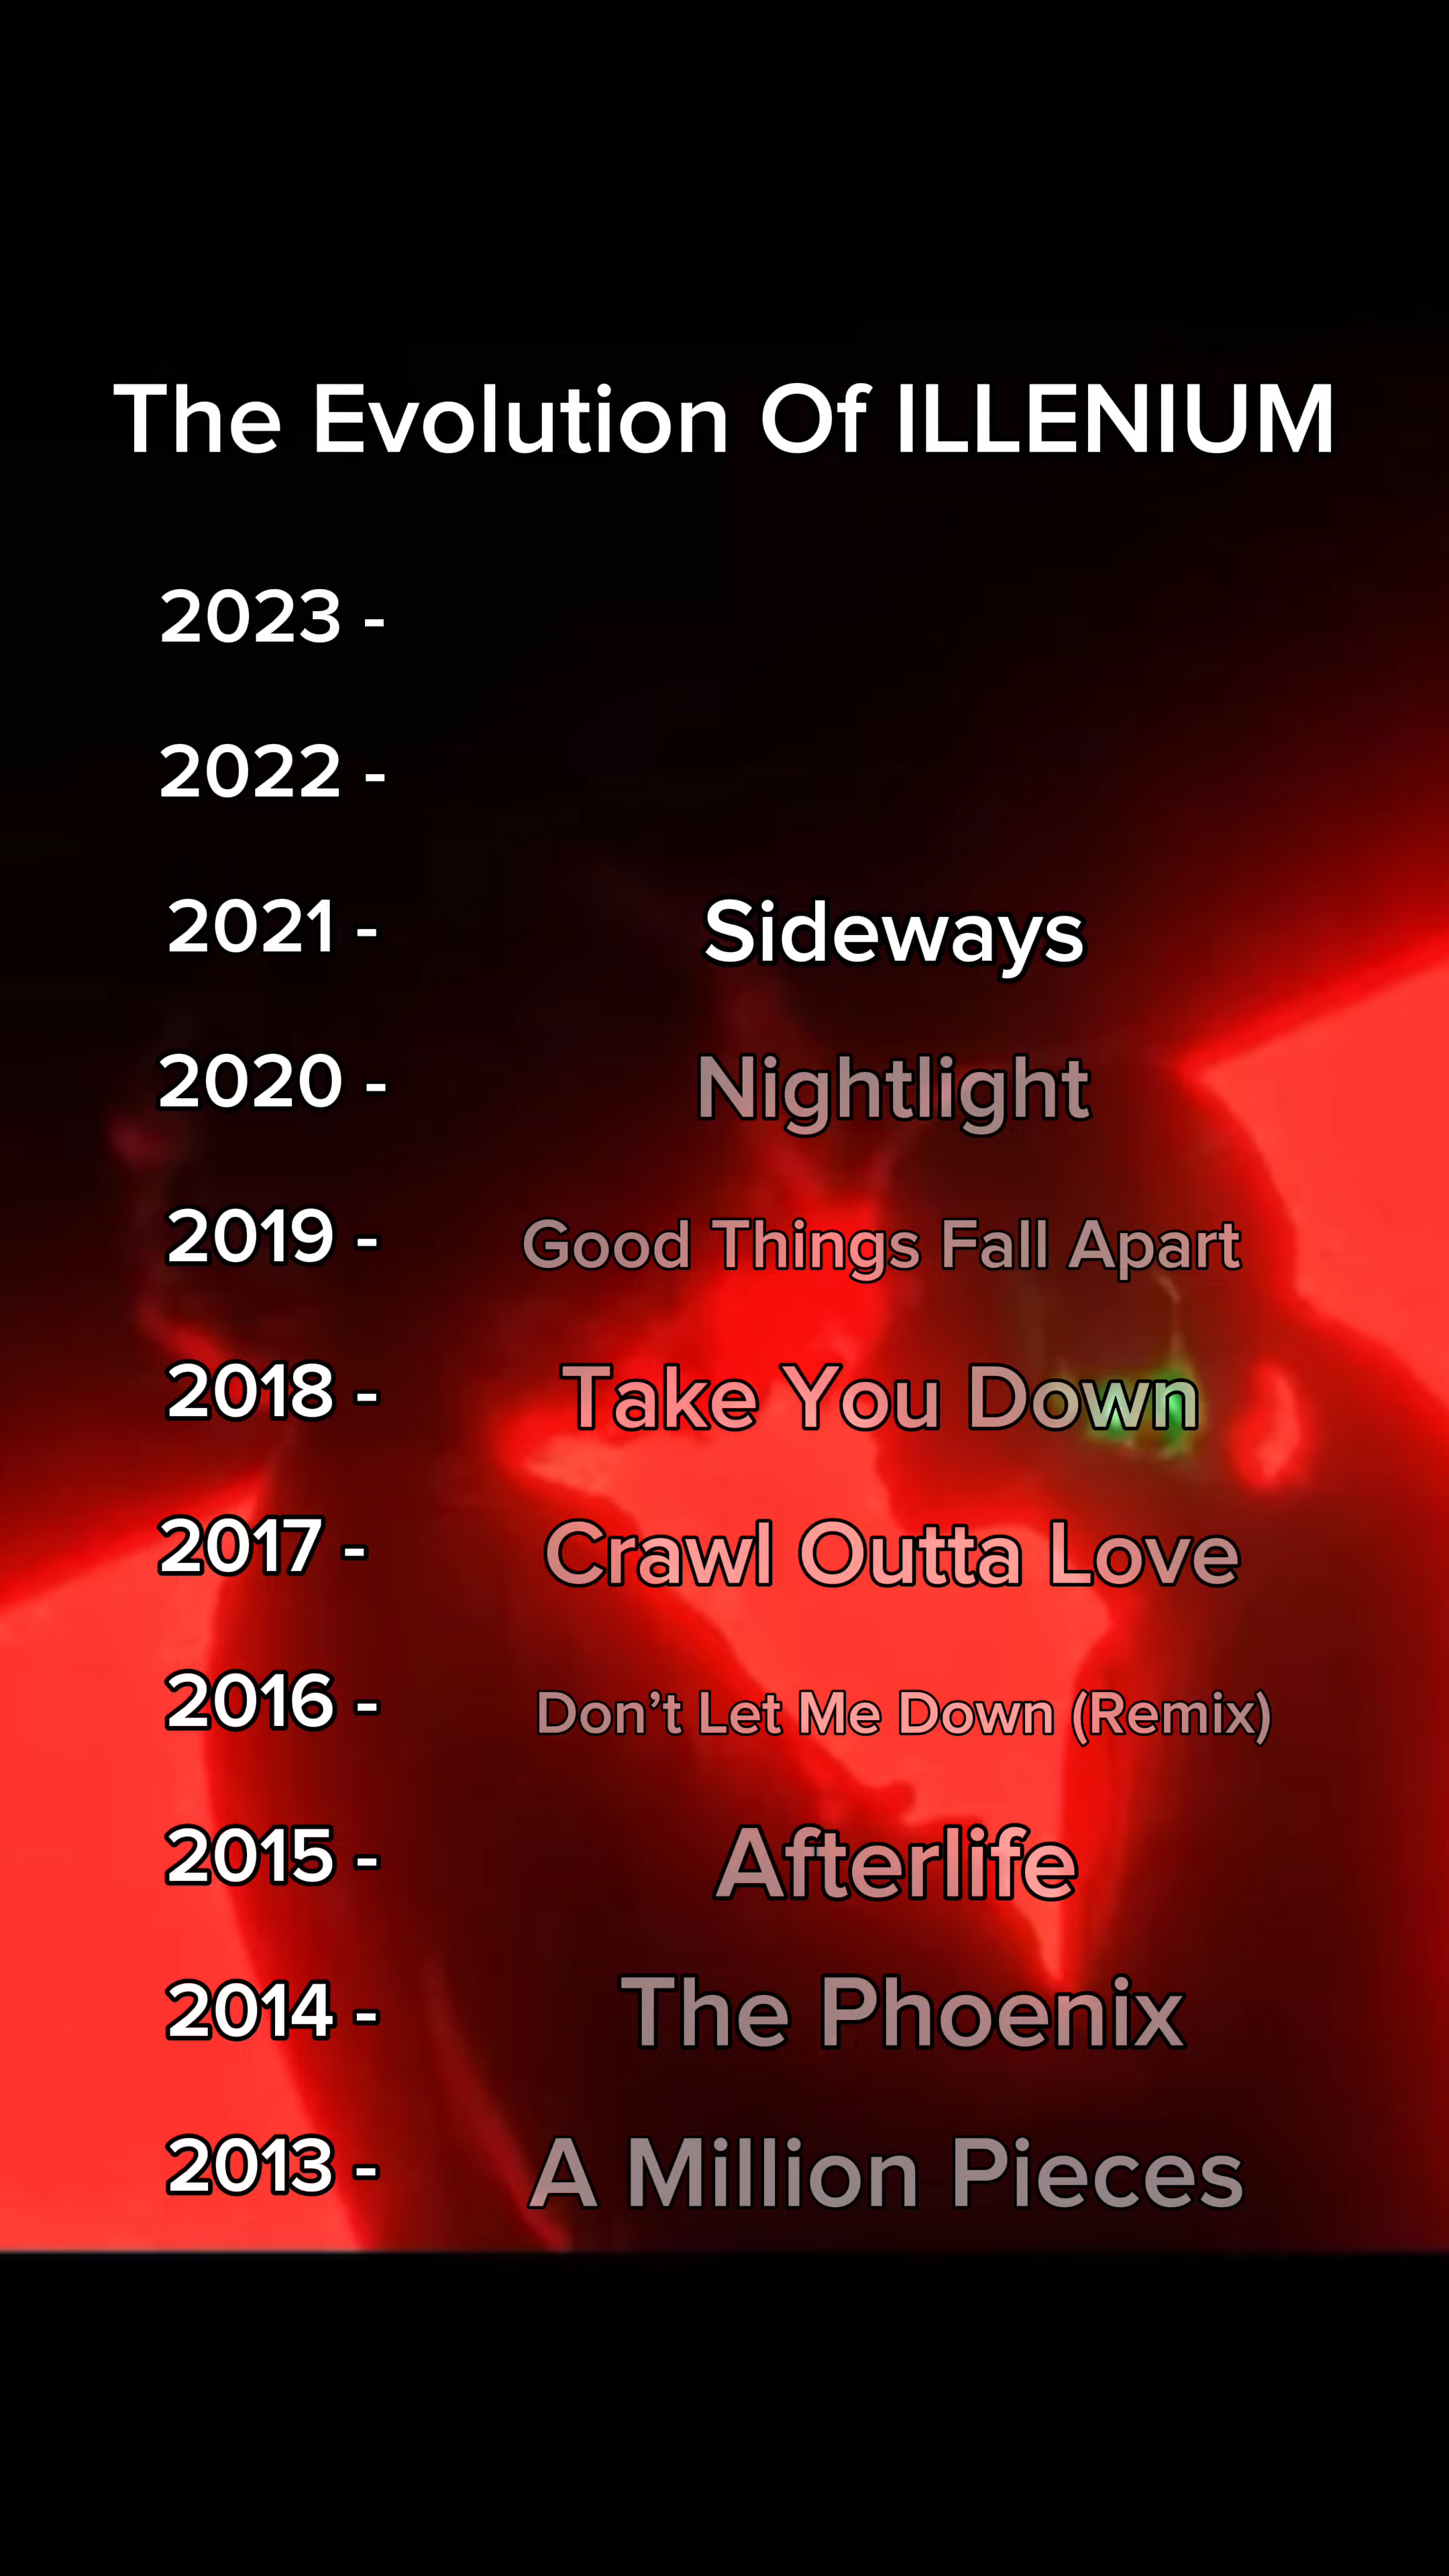 The Evolution Of ILLENIUM
2023 -
2022 -
2021 - Sideways
2020 - Nightlight
2019 - Good Things Fall Apart
2018 - Take You Down
2017 - Crawl Outta Love
2016 - Don’t Let Me Down (Remix)
2015 - Afterlife
2014 - The Phoenix
2013 - A Million Pieces